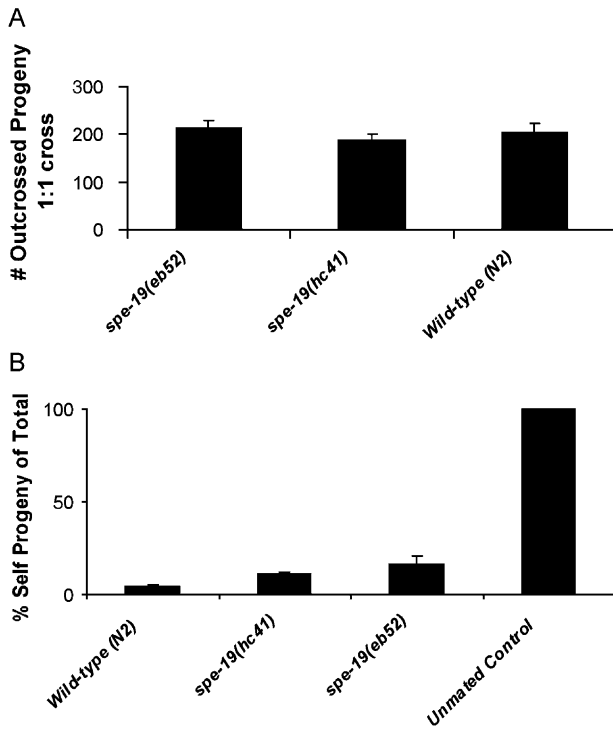 A
# Outcrossed Progeny
1:1 cross
300
200
100
0
spe-19(eb52)
spe-19(hc41)
Wild-type (N2)
B
% Self Progeny of Total
100
50
0
Wild-type (N2)
spe-19(hc41)
spe-19(eb52)
Unmated Control